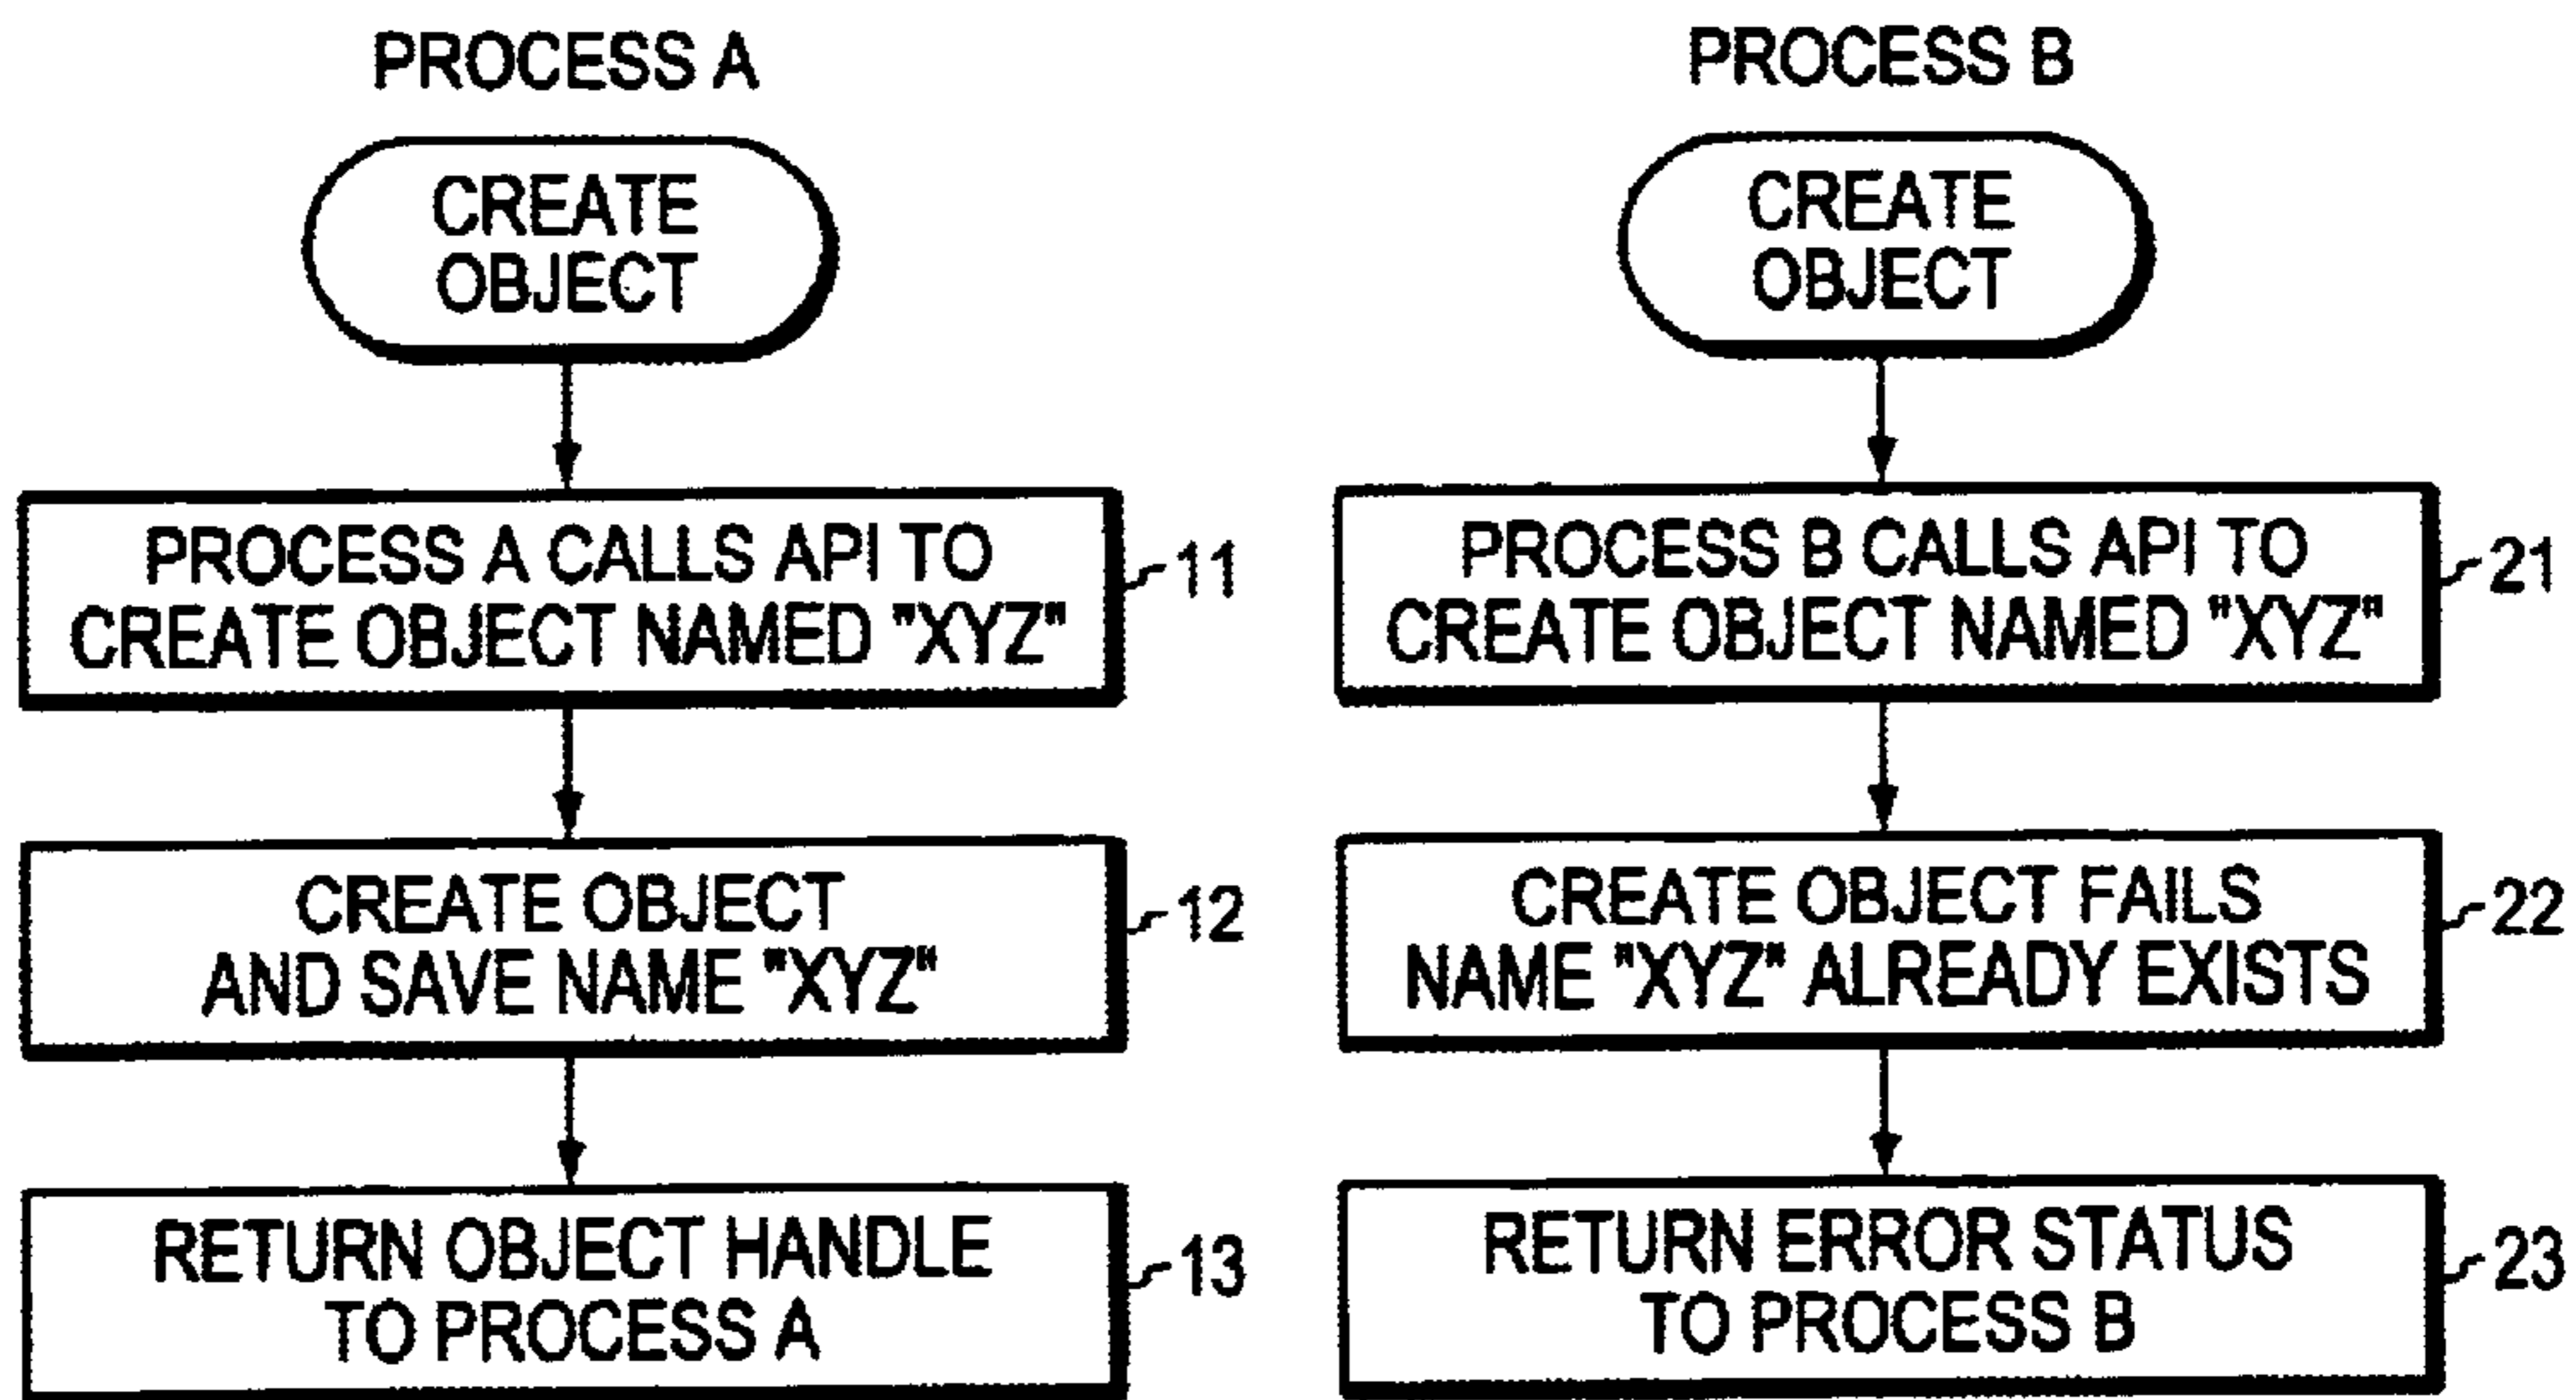 PROCESS A
CREATE
OBJECT
PROCESS A CALLS API TO
CREATE OBJECT NAMED "XYZ"
11
CREATE OBJECT
AND SAVE NAME "XYZ"
12
RETURN OBJECT HANDLE
TO PROCESS A
13
PROCESS B
CREATE
OBJECT
PROCESS B CALLS API TO
CREATE OBJECT NAMED "XYZ"
21
CREATE OBJECT FAILS
NAME "XYZ" ALREADY EXISTS
22
RETURN ERROR STATUS
TO PROCESS B
23